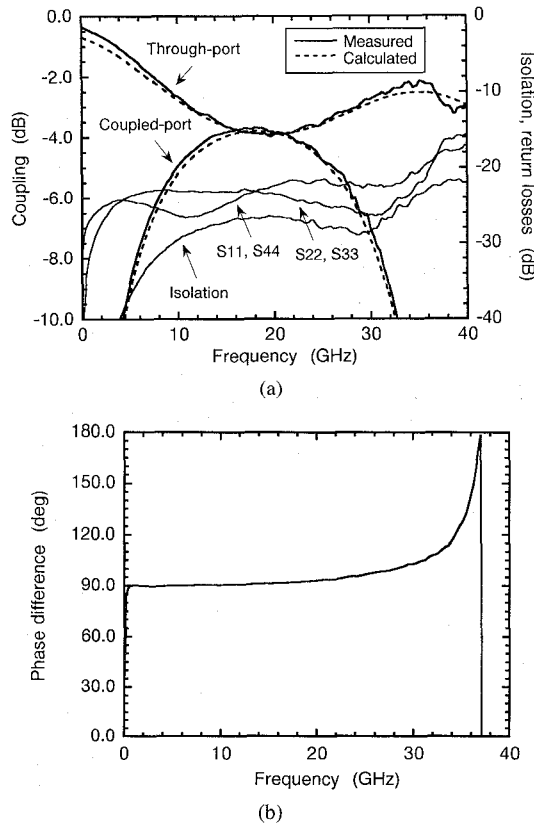 0.0
-2.0
-4.0
-6.0
-8.0
-10.0
Coupling (dB)
0
-10
-20
-30
-40
Isolation, return losses (dB)
Measured
Calculated
Through-port
Coupled-port
S11, S44
S22, S33
Isolation
0 10 20 30 40
Frequency (GHz)
(a)
180.0
150.0
120.0
90.0
60.0
30.0
0.0
Phase difference (deg)
0 10 20 30 40
Frequency (GHz)
(b)